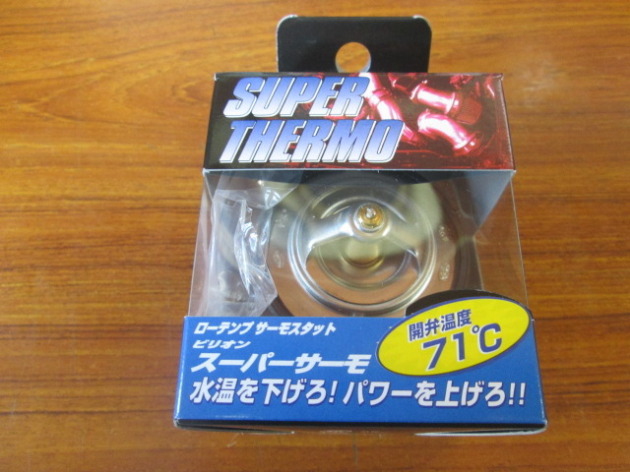 SUPER
THERMO
ローテンプ サーモスタット
ビリオン
スーパーサーモ
開弁温度
71℃
水温を下げろ! パワーを上げろ!!